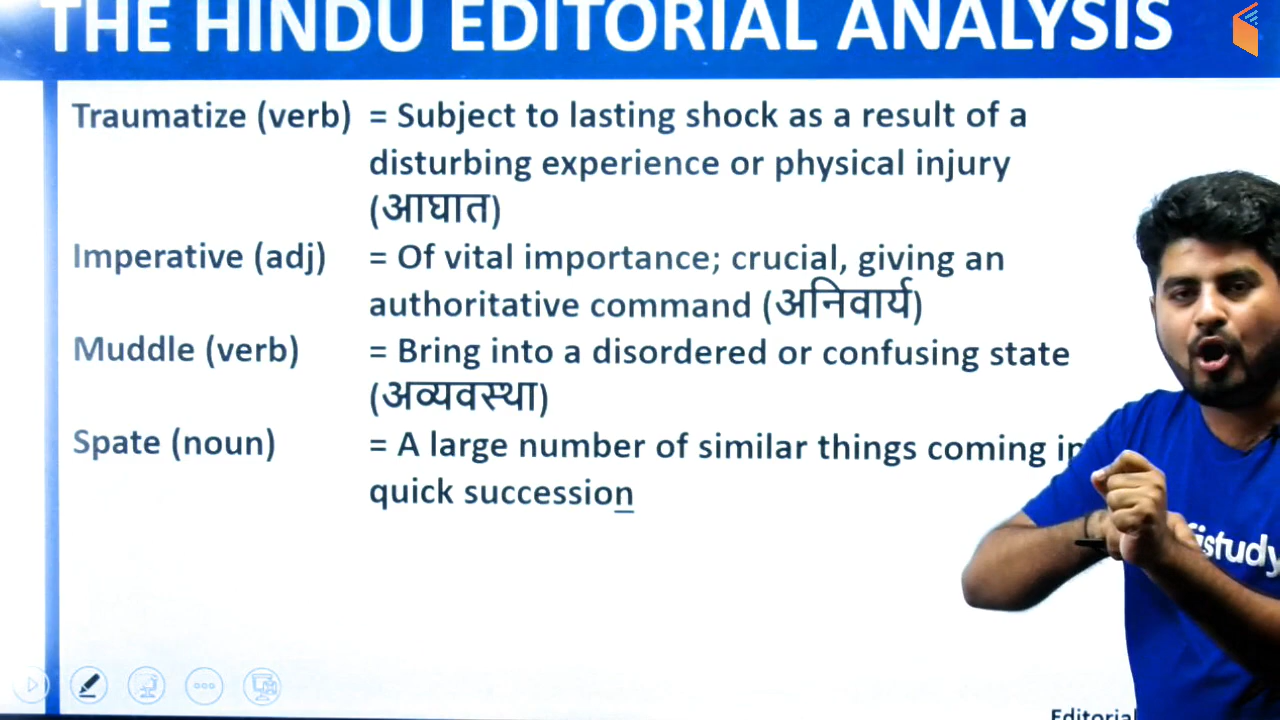 THE HINDU EDITORIAL ANALYSIS
Traumatize (verb) = Subject to lasting shock as a result of a
disturbing experience or physical injury
(आघात)
Imperative (adj) = Of vital importance; crucial, giving an
authoritative command (अनिवार्य)
Muddle (verb) = Bring into a disordered or confusing state
(अव्यवस्था)
Spate (noun) = A large number of similar things coming in
quick succession
istudy
Editorial